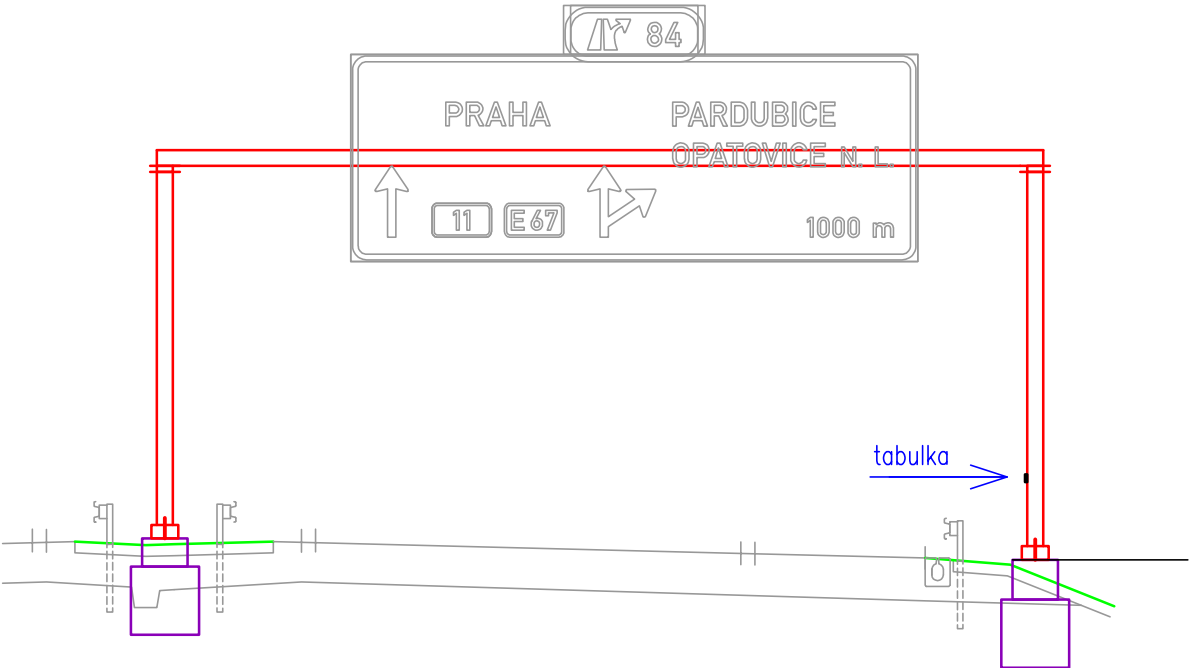 84
PRAHA PARDUBICE
OPATOVICE N. L.
11 E 67 1000 m
tabulka